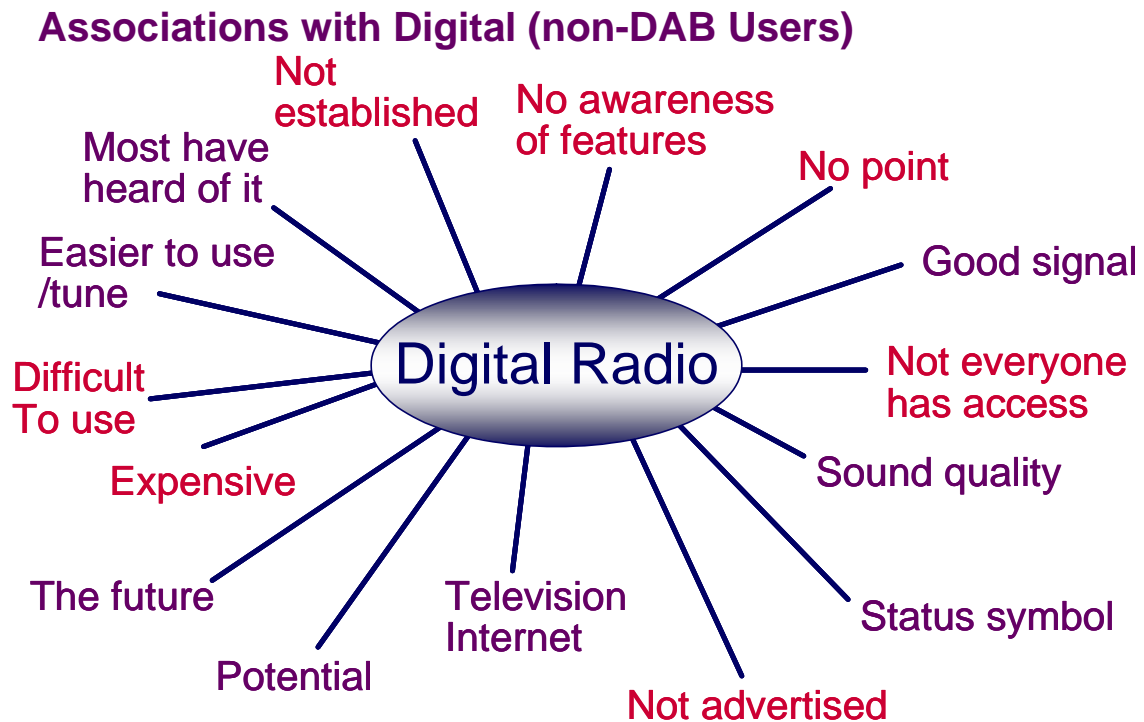 Associations with Digital (non-DAB Users)
Not
established
No awareness
of features
Most have
heard of it
No point
Easier to use
/tune
Good signal
Digital Radio
Difficult
To use
Not everyone
has access
Expensive
Sound quality
The future
Television
Internet
Status symbol
Potential
Not advertised